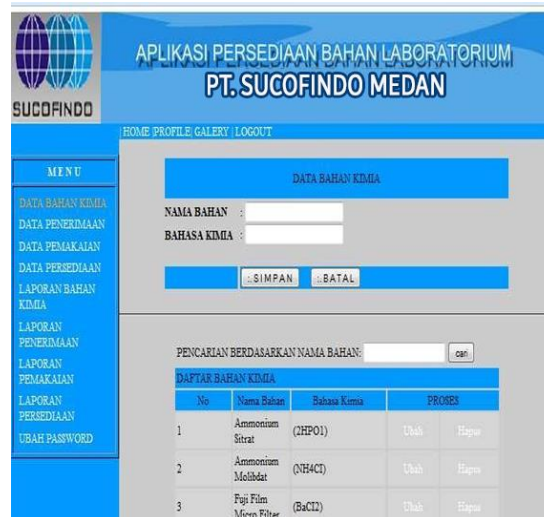 SUCOFINDO
APLIKASI PERSEDIAAN BAHAN LABORATORIUM
PT. SUCOFINDO MEDAN
HOME |PROFILE| GALERY | LOGOUT
MENU
DATA BAHAN KIMIA
DATA PENERIMAAN
DATA PEMAKAIAN
DATA PERSEDIAAN
LAPORAN BAHAN
KIMIA
LAPORAN
PENERIMAAN
LAPORAN
PEMAKAIAN
LAPORAN
PERSEDIAAN
UBAH PASSWORD
DATA BAHAN KIMIA
NAMA BAHAN :
BAHASA KIMIA :
:.SIMPAN :.BATAL
PENCARIAN BERDASARKAN NAMA BAHAN: cari
DAFTAR BAHAN KIMIA
No Nama Bahan Bahasa Kimia PROSES
1 Ammonium Sitrat (2HPO1) Ubah Hapus
2 Ammonium Molibdat (NH4Cl) Ubah Hapus
3 Fuji Film Micro Filter (BaCI2) Ubah Hapus